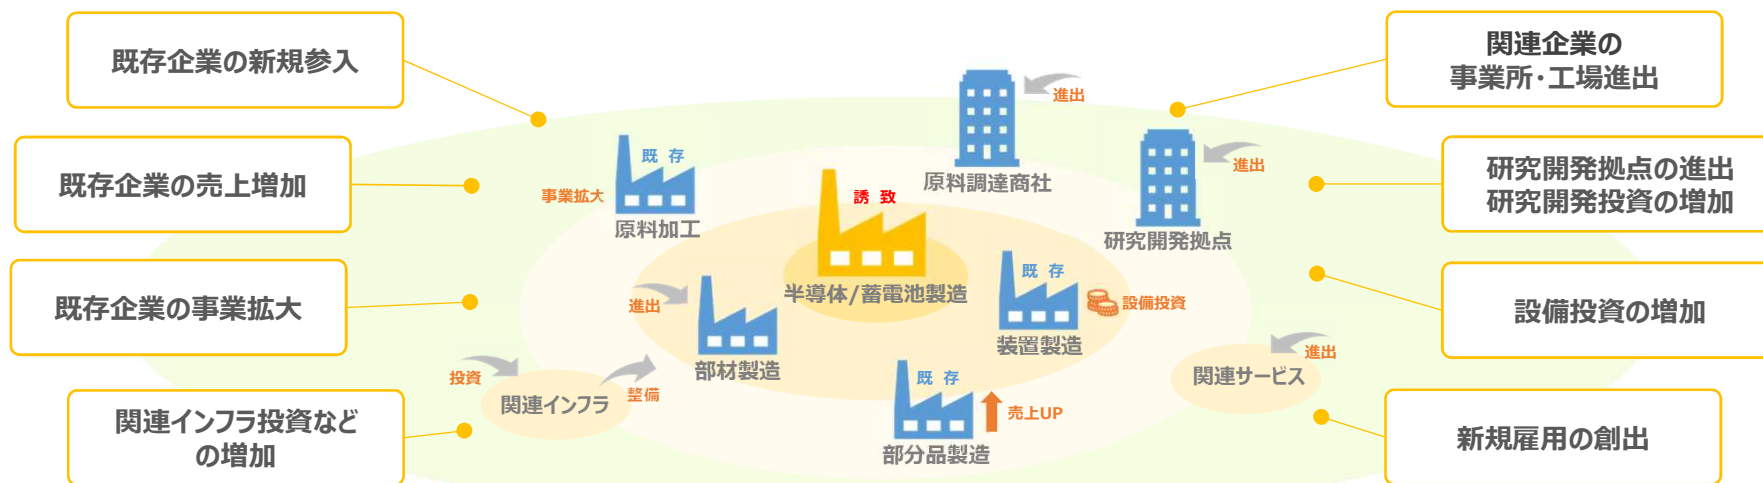 既存企業の新規参入
既存企業の売上増加
既存企業の事業拡大
関連インフラ投資など
の増加
進出
原料調達商社
既 存
事業拡大
原料加工
誘 致
半導体/蓄電池製造
進出
研究開発拠点
既 存
設備投資
装置製造
進出
部材製造
投資
関連インフラ
整備
既 存
売上UP
部分品製造
進出
関連サービス
関連企業の
事業所・工場進出
研究開発拠点の進出
研究開発投資の増加
設備投資の増加
新規雇用の創出